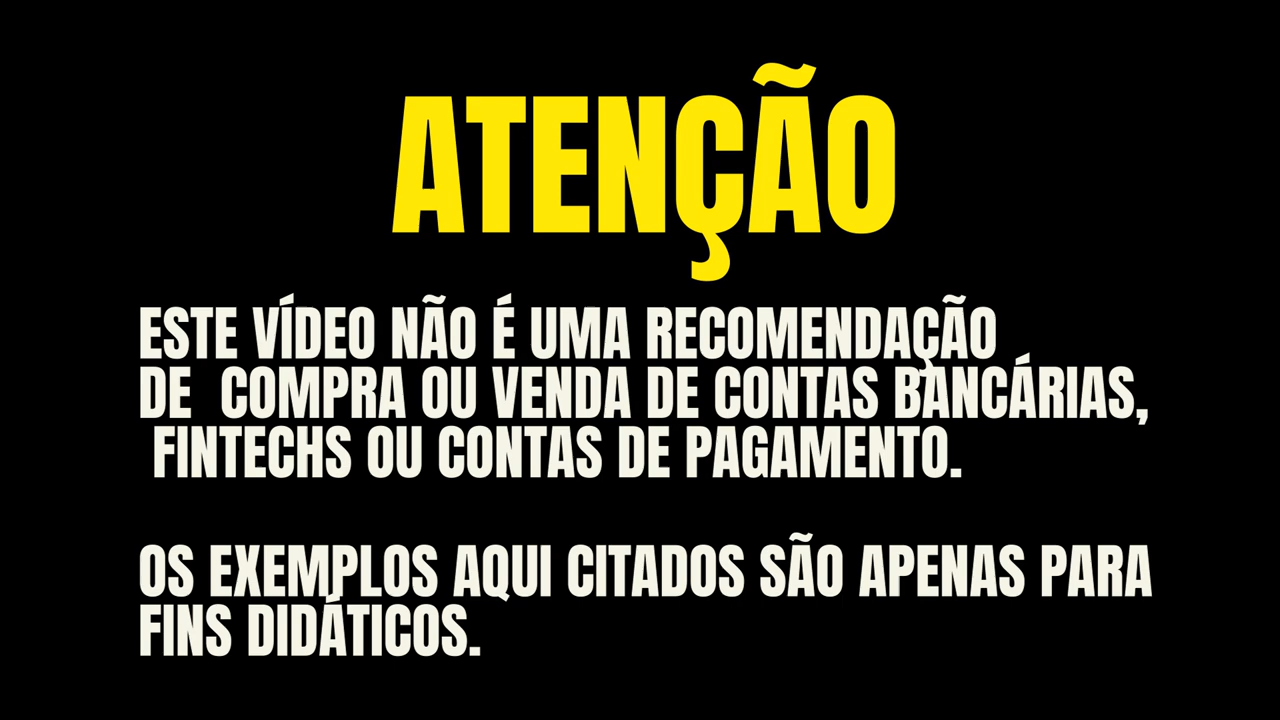 ATENÇÃO
ESTE VÍDEO NÃO É UMA RECOMENDAÇÃO
DE COMPRA OU VENDA DE CONTAS BANCÁRIAS,
FINTECHS OU CONTAS DE PAGAMENTO.
OS EXEMPLOS AQUI CITADOS SÃO APENAS PARA
FINS DIDÁTICOS.